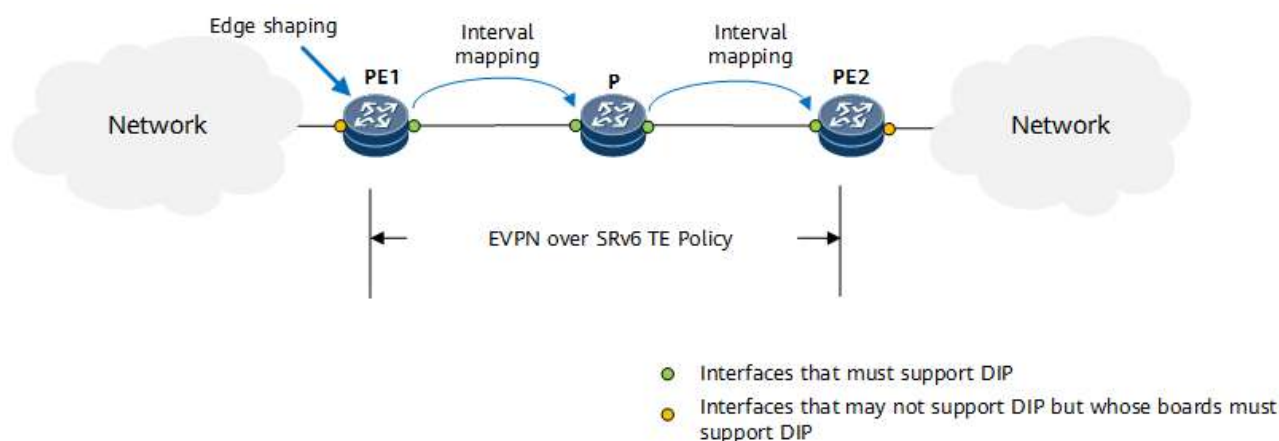 Edge shaping
Interval
mapping
Interval
mapping
PE1
P
PE2
Network
Network
EVPN over SRv6 TE Policy
Interfaces that must support DIP
Interfaces that may not support DIP but whose boards must
support DIP